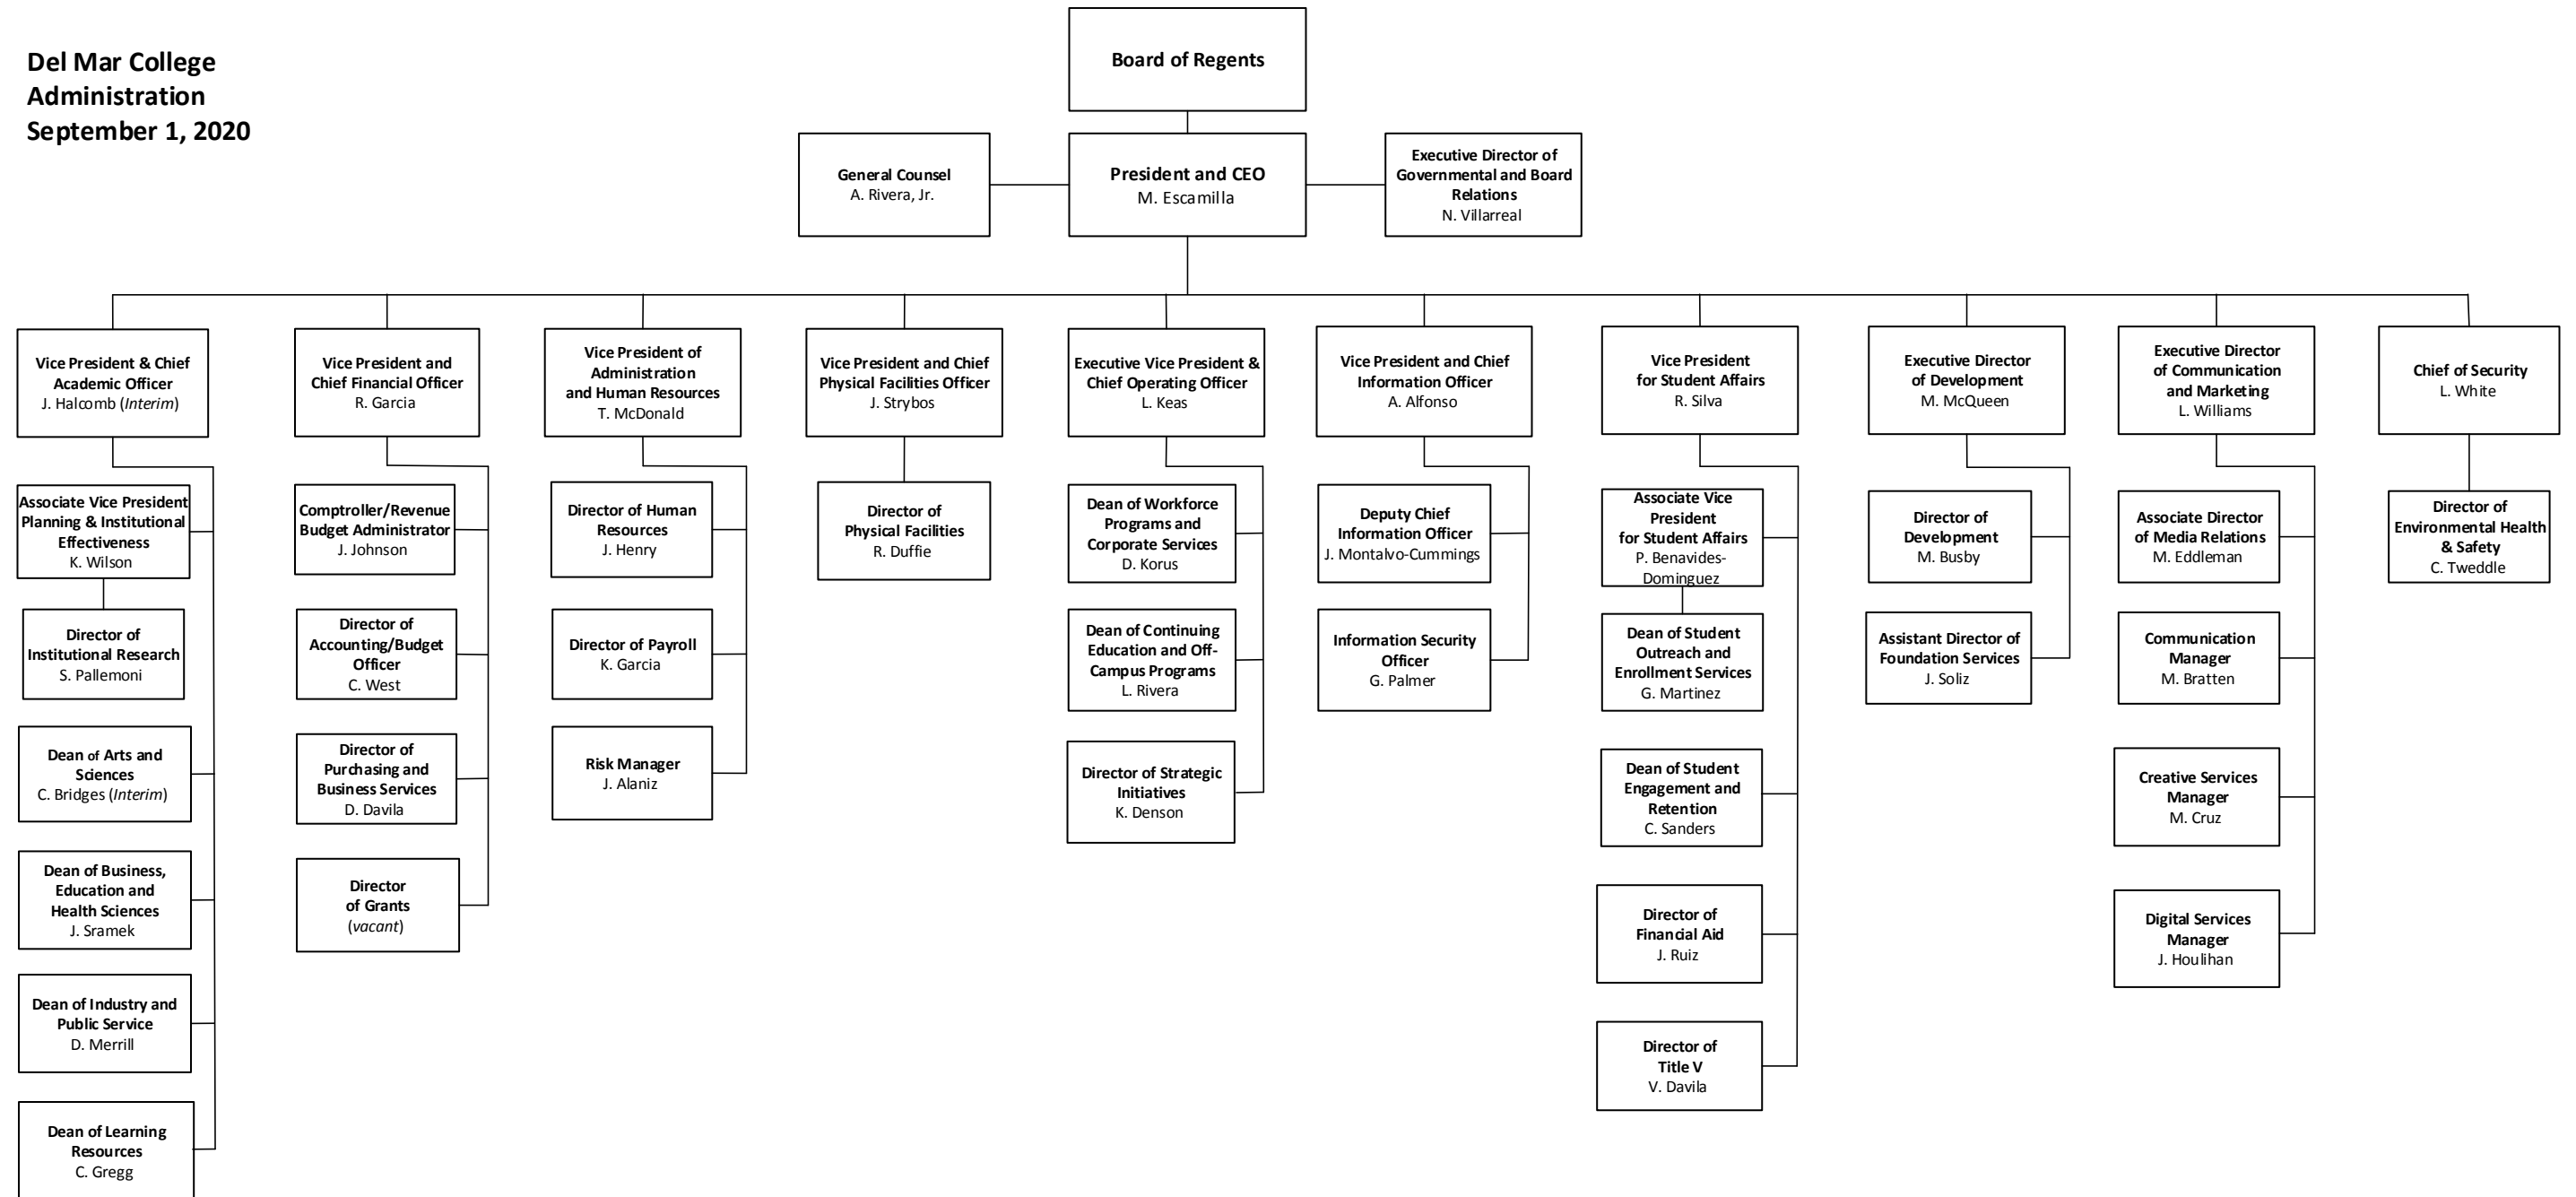 Del Mar College
Administration
September 1, 2020
Board of Regents
General Counsel
A. Rivera, Jr.
President and CEO
M. Escamilla
Executive Director of
Governmental and Board
Relations
N. Villarreal
Vice President & Chief
Academic Officer
J. Halcomb (Interim)
Vice President and
Chief Financial Officer
R. Garcia
Vice President of
Administration
and Human Resources
T. McDonald
Vice President and Chief
Physical Facilities Officer
J. Strybos
Executive Vice President &
Chief Operating Officer
L. Keas
Vice President and Chief
Information Officer
A. Alfonso
Vice President
for Student Affairs
R. Silva
Executive Director
of Development
M. McQueen
Executive Director
of Communication
and Marketing
L. Williams
Chief of Security
L. White
Associate Vice President
Planning & Institutional
Effectiveness
K. Wilson
Director of
Institutional Research
S. Pallemoni
Dean of Arts and
Sciences
C. Bridges (Interim)
Dean of Business,
Education and
Health Sciences
J. Sramek
Dean of Industry and
Public Service
D. Merrill
Dean of Learning
Resources
C. Gregg
Comptroller/Revenue
Budget Administrator
J. Johnson
Director of
Accounting/Budget
Officer
C. West
Director of
Purchasing and
Business Services
D. Davila
Director
of Grants
(vacant)
Director of Human
Resources
J. Henry
Director of Payroll
K. Garcia
Risk Manager
J. Alaniz
Director of
Physical Facilities
R. Duffie
Dean of Workforce
Programs and
Corporate Services
D. Korus
Dean of Continuing
Education and Off-
Campus Programs
L. Rivera
Director of Strategic
Initiatives
K. Denson
Deputy Chief
Information Officer
J. Montalvo-Cummings
Information Security
Officer
G. Palmer
Associate Vice
President
for Student Affairs
P. Benavides-
Dominguez
Dean of Student
Outreach and
Enrollment Services
G. Martinez
Dean of Student
Engagement and
Retention
C. Sanders
Director of
Financial Aid
J. Ruiz
Director of
Title V
V. Davila
Director of
Development
M. Busby
Assistant Director of
Foundation Services
J. Soliz
Associate Director
of Media Relations
M. Eddleman
Communication
Manager
M. Bratten
Creative Services
Manager
M. Cruz
Digital Services
Manager
J. Houlihan
Director of
Environmental Health
& Safety
C. Tweddle